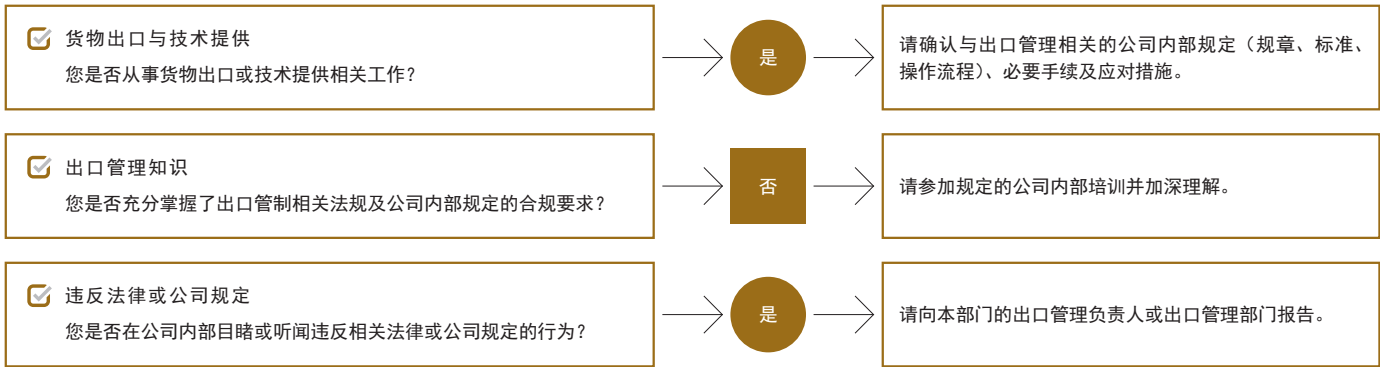 货物出口与技术提供
您是否从事货物出口或技术提供相关工作？
是
请确认与出口管理相关的公司内部规定（规章、标准、
操作流程）、必要手续及应对措施。
出口管理知识
您是否充分掌握了出口管制相关法规及公司内部规定的合规要求？
否
请参加规定的公司内部培训并加深理解。
违反法律或公司规定
您是否在公司内部目睹或听闻违反相关法律或公司规定的行为？
是
请向本部门的出口管理负责人或出口管理部门报告。